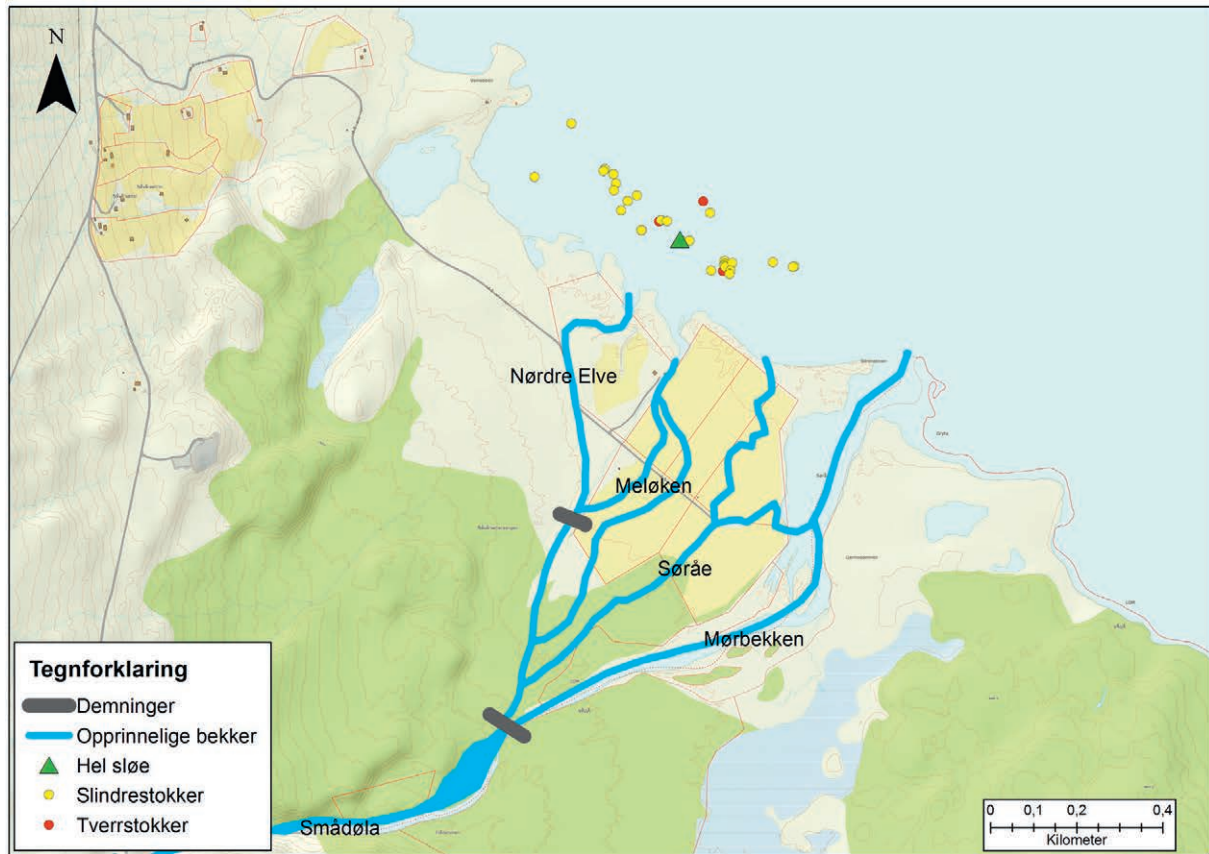 N
Nørdre Elve
Meløken
Søråe
Mørbekken
Smådøla
Tegnforklaring
Demninger
Opprinnelige bekker
Hel sløe
Slindrestokker
Tverrstokker
0 0,1 0,2 0,4
Kilometer